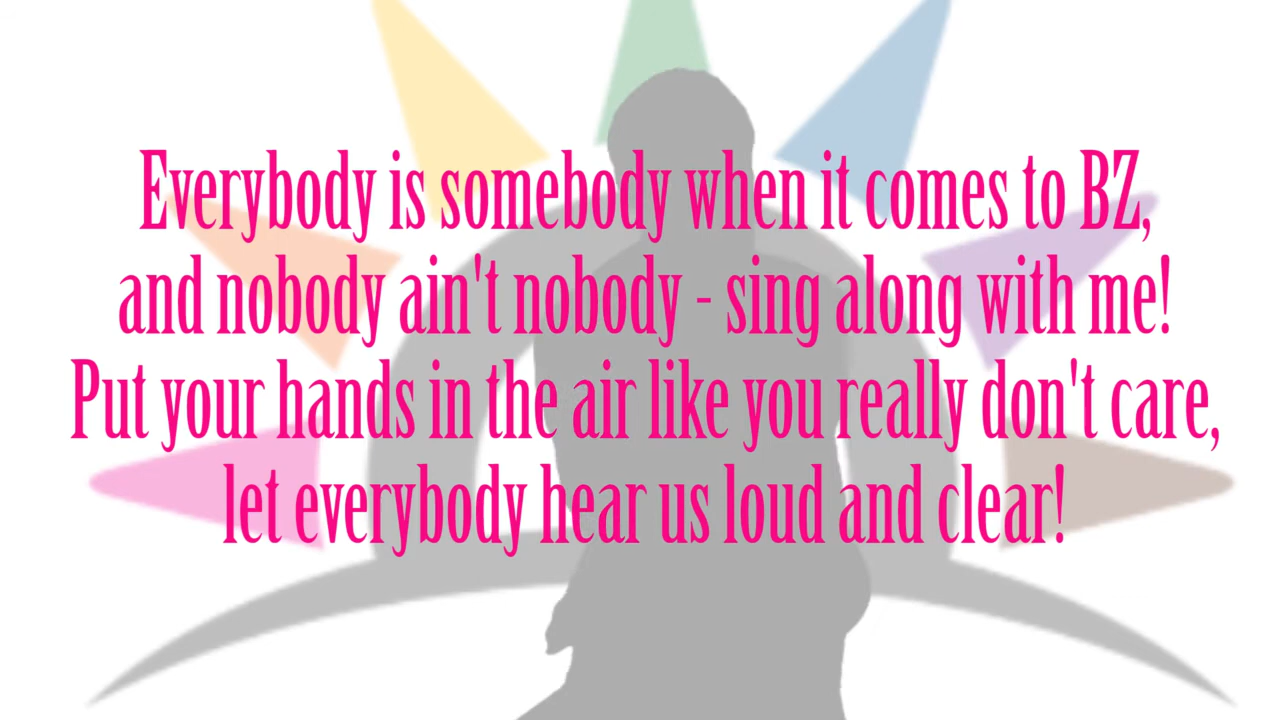 Everybody is somebody when it comes to BZ,
and nobody ain't nobody - sing along with me!
Put your hands in the air like you really don't care,
let everybody hear us loud and clear!